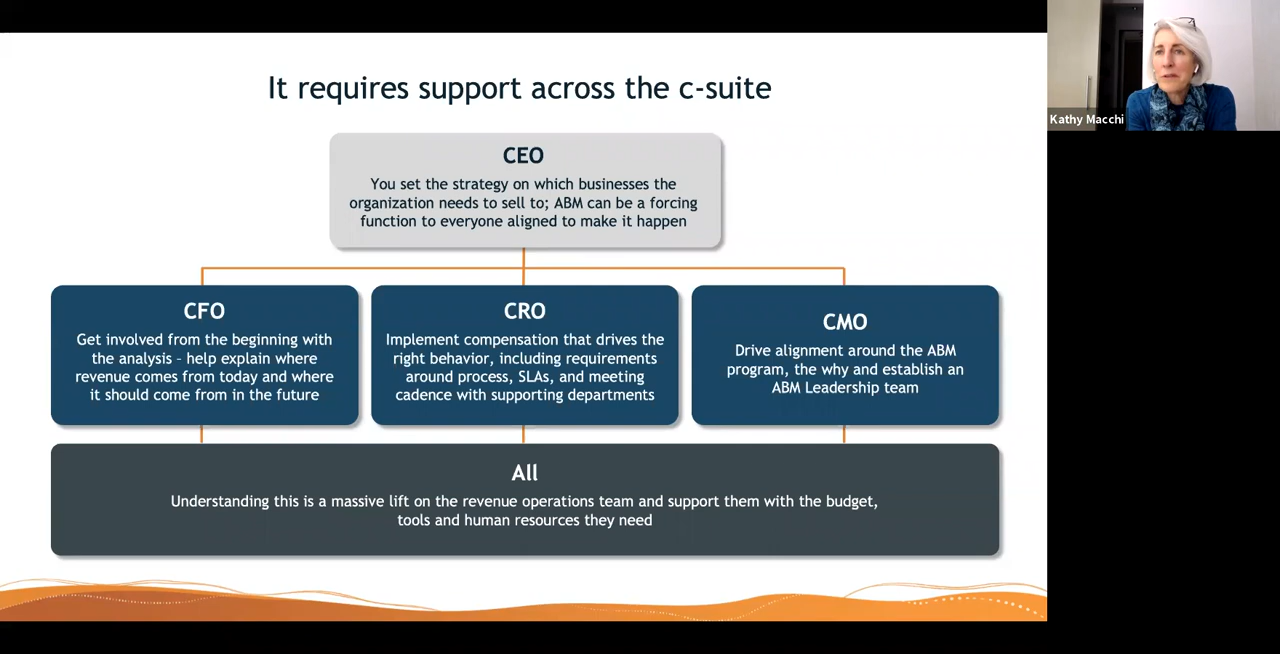 It requires support across the c-suite
CEO
You set the strategy on which businesses the
organization needs to sell to; ABM can be a forcing
function to everyone aligned to make it happen
CFO
Get involved from the beginning with
the analysis – help explain where
revenue comes from today and where
it should come from in the future
CRO
Implement compensation that drives the
right behavior, including requirements
around process, SLAs, and meeting
cadence with supporting departments
CMO
Drive alignment around the ABM
program, the why and establish an
ABM Leadership team
All
Understanding this is a massive lift on the revenue operations team and support them with the budget,
tools and human resources they need
Kathy Macchi